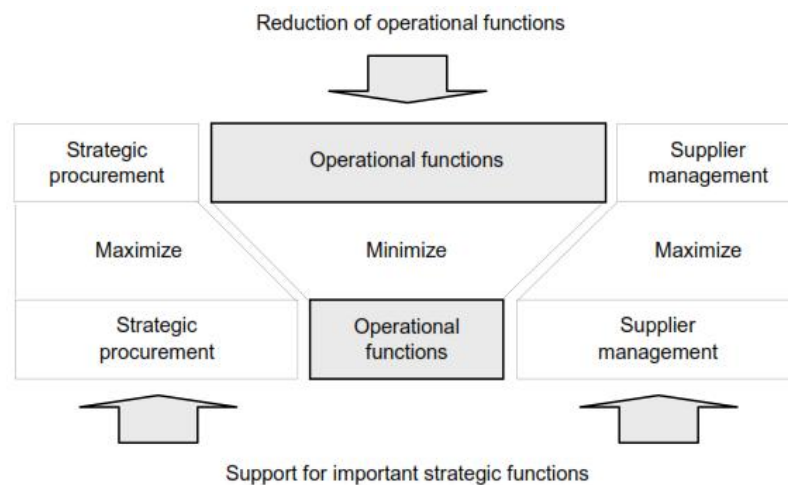 Reduction of operational functions
Strategic
procurement
Operational functions
Supplier
management
Maximize
Minimize
Maximize
Strategic
procurement
Operational
functions
Supplier
management
Support for important strategic functions